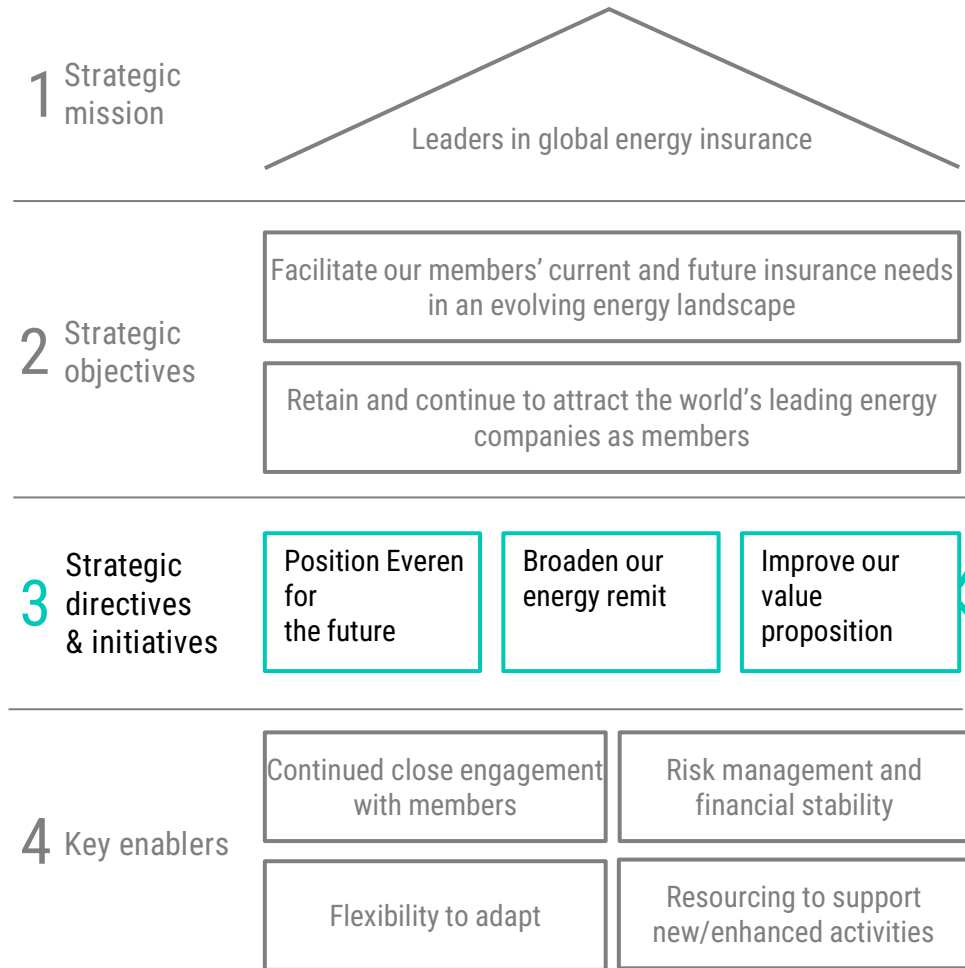 1 Strategic
mission
Leaders in global energy insurance
2 Strategic
objectives
Facilitate our members’ current and future insurance needs
in an evolving energy landscape
Retain and continue to attract the world’s leading energy
companies as members
3 Strategic
directives
& initiatives
Position Everen
for
the future
Broaden our
energy remit
Improve our
value
proposition
4 Key enablers
Continued close engagement
with members
Risk management and
financial stability
Flexibility to adapt
Resourcing to support
new/enhanced activities